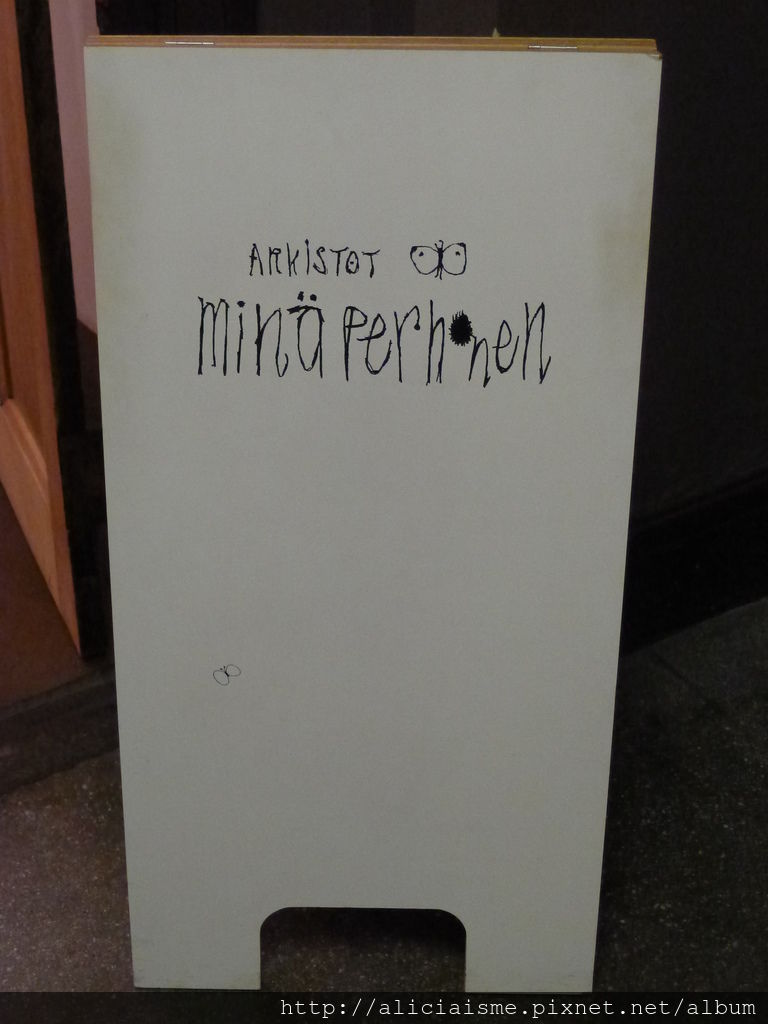 ARKISTOT
minä perhonen
http://aliciaisme.pixnet.net/album